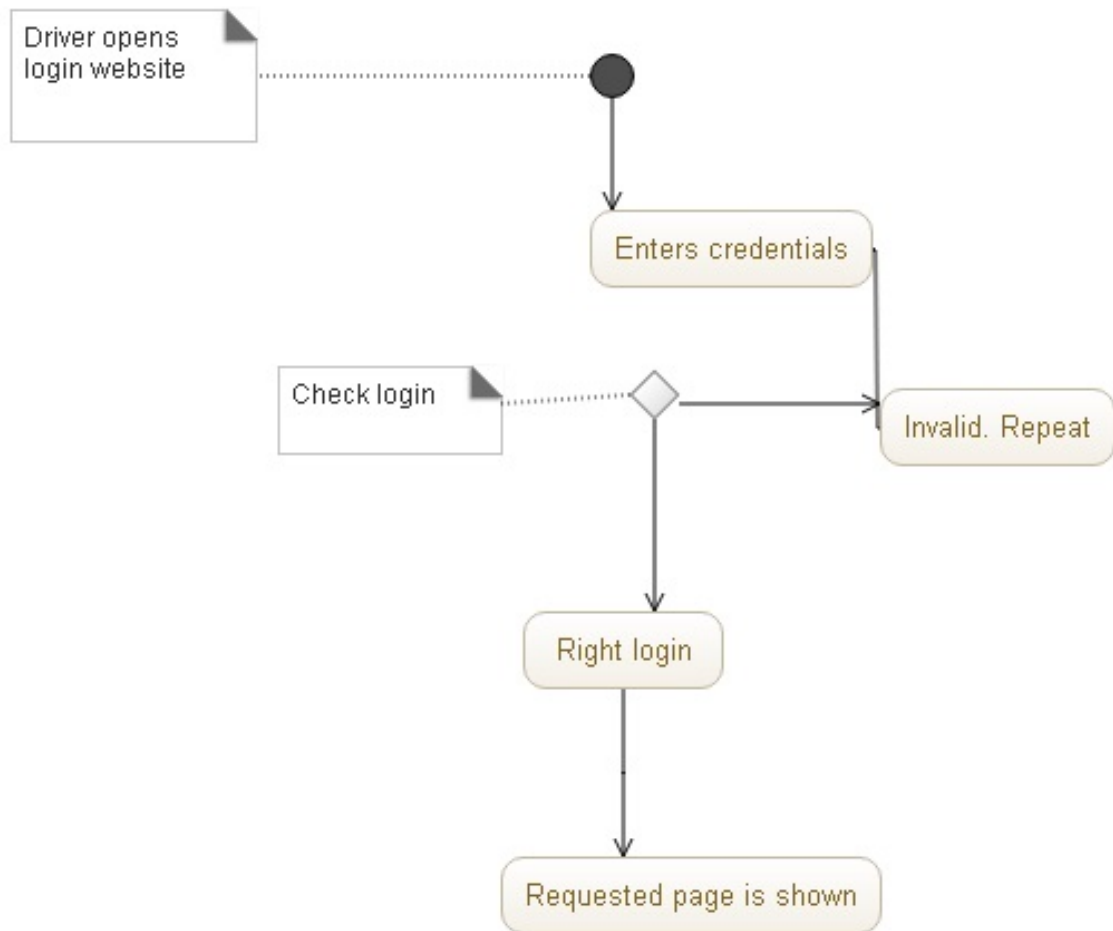 Driver opens
login website
Enters credentials
Check login
Invalid. Repeat
Right login
Requested page is shown